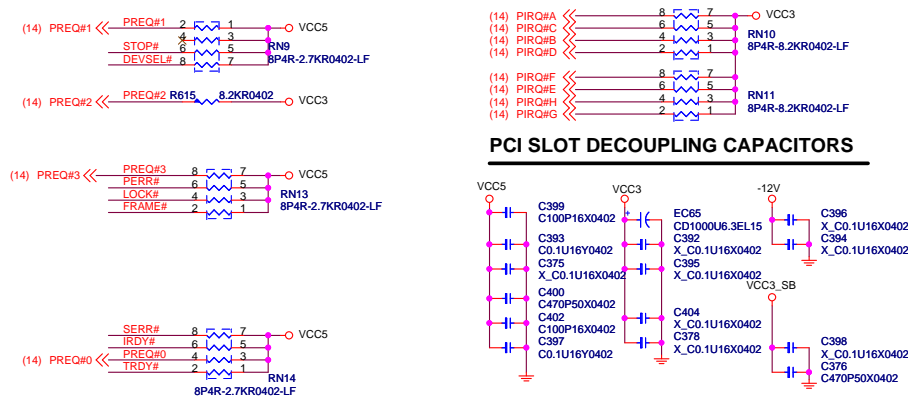 (14) PREQ#1 PREQ#1 2 1 VCC5
4 3 RN9
STOP# 6 5
DEVSEL# 8 7 8P4R-2.7KR0402-LF
(14) PREQ#2 PREQ#2 R615 8.2KR0402 VCC3
(14) PREQ#3 PREQ#3 8 7 VCC5
PERR# 6 5
LOCK# 4 3 RN13
FRAME# 2 1 8P4R-2.7KR0402-LF
SERR# 8 7 VCC5
IRDY# 6 5
(14) PREQ#0 PREQ#0 4 3
TRDY# 2 1 RN14
8P4R-2.7KR0402-LF
(14) PIRQ#A 8 7 VCC3
(14) PIRQ#C 6 5
(14) PIRQ#B 4 3 RN10
(14) PIRQ#D 2 1 8P4R-8.2KR0402-LF
(14) PIRQ#F 8 7
(14) PIRQ#E 6 5
(14) PIRQ#H 4 3 RN11
(14) PIRQ#G 2 1 8P4R-8.2KR0402-LF
PCI SLOT DECOUPLING CAPACITORS
VCC5
C399
C100P16X0402
C393
C0.1U16Y0402
C375
X_C0.1U16X0402
C400
C470P50X0402
C402
C100P16X0402
C397
C0.1U16Y0402
VCC3
+
EC65
CD1000U6.3EL15
C392
X_C0.1U16X0402
C395
X_C0.1U16X0402
C404
X_C0.1U16X0402
C378
X_C0.1U16X0402
-12V
C396
X_C0.1U16X0402
C394
X_C0.1U16X0402
VCC3_SB
C398
X_C0.1U16X0402
C376
C470P50X0402